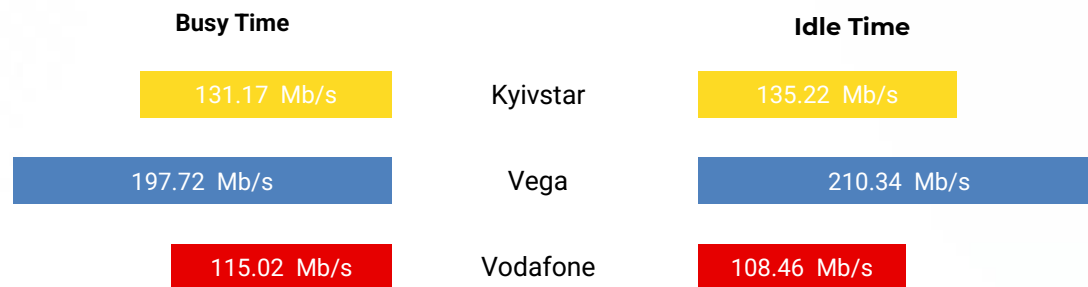 Busy Time
Idle Time
131.17 Mb/s
Kyivstar
135.22 Mb/s
197.72 Mb/s
Vega
210.34 Mb/s
115.02 Mb/s
Vodafone
108.46 Mb/s